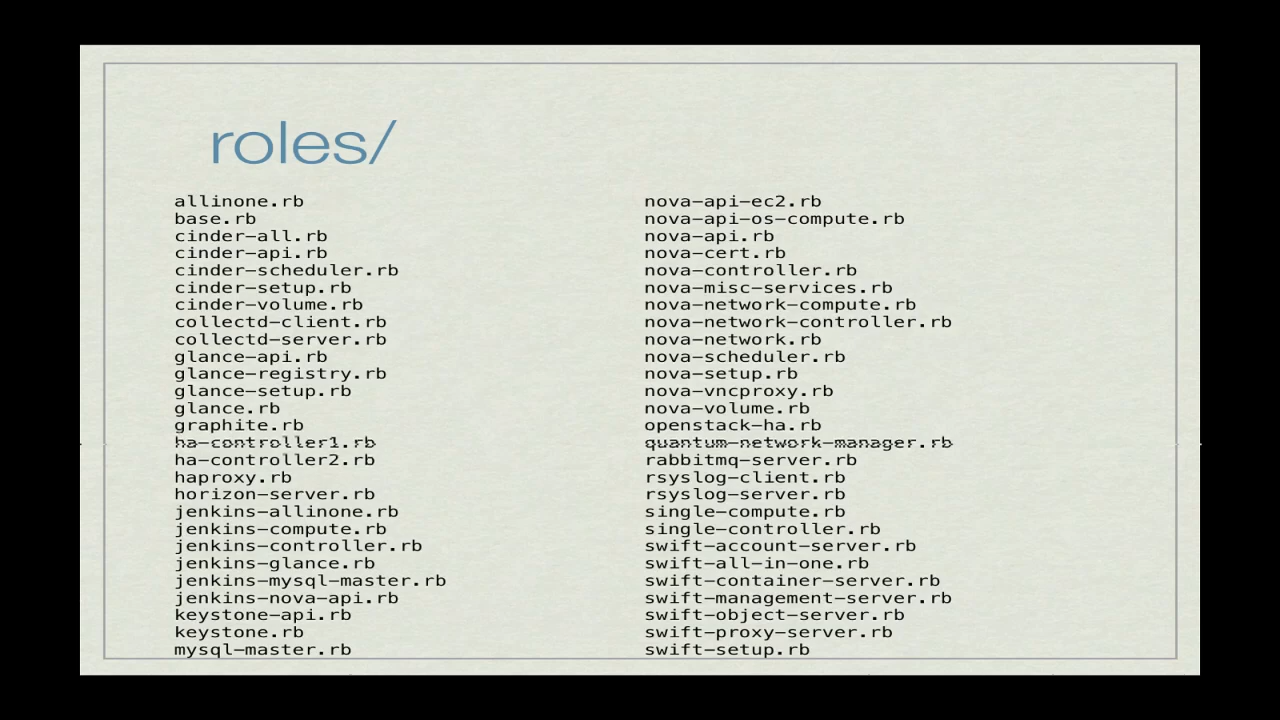 roles/
allinone.rb
base.rb
cinder-all.rb
cinder-api.rb
cinder-scheduler.rb
cinder-setup.rb
cinder-volume.rb
collectd-client.rb
collectd-server.rb
glance-api.rb
glance-registry.rb
glance-setup.rb
glance.rb
graphite.rb
ha-controller1.rb
ha-controller2.rb
haproxy.rb
horizon-server.rb
jenkins-allinone.rb
jenkins-compute.rb
jenkins-controller.rb
jenkins-glance.rb
jenkins-mysql-master.rb
jenkins-nova-api.rb
keystone-api.rb
keystone.rb
mysql-master.rb
nova-api-ec2.rb
nova-api-os-compute.rb
nova-api.rb
nova-cert.rb
nova-controller.rb
nova-misc-services.rb
nova-network-compute.rb
nova-network-controller.rb
nova-network.rb
nova-scheduler.rb
nova-setup.rb
nova-vncproxy.rb
nova-volume.rb
openstack-ha.rb
quantum-network-manager.rb
rabbitmq-server.rb
rsyslog-client.rb
rsyslog-server.rb
single-compute.rb
single-controller.rb
swift-account-server.rb
swift-all-in-one.rb
swift-container-server.rb
swift-management-server.rb
swift-object-server.rb
swift-proxy-server.rb
swift-setup.rb